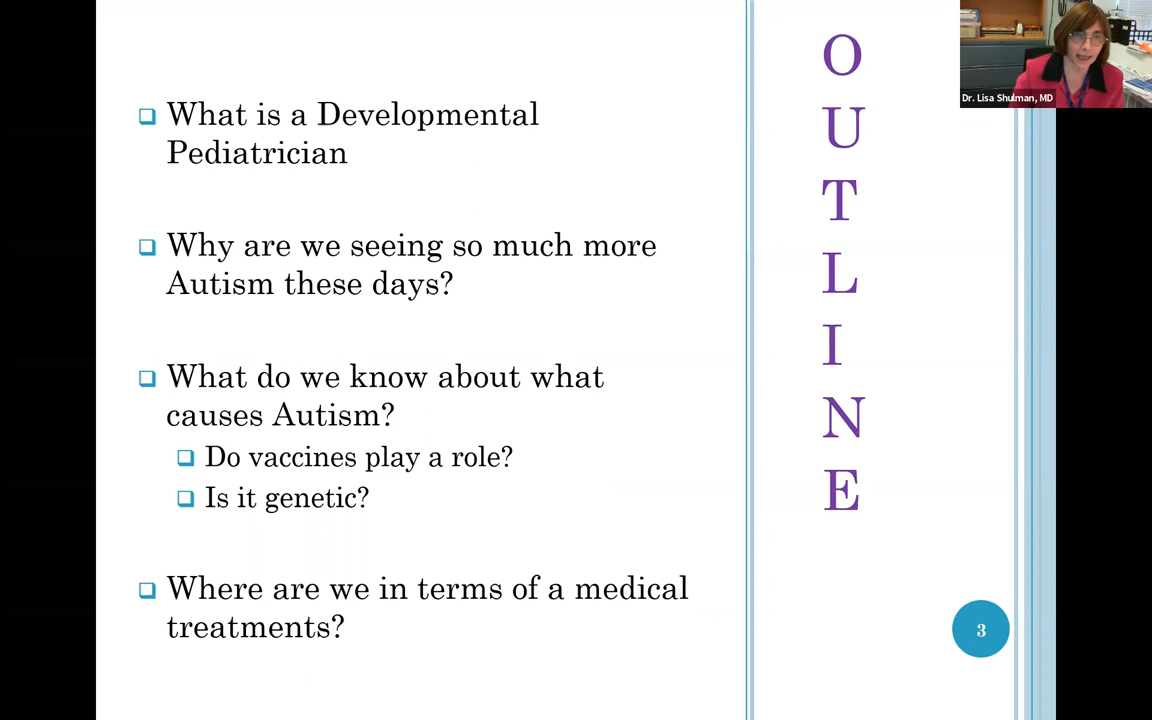 What is a Developmental
Pediatrician
Why are we seeing so much more
Autism these days?
What do we know about what
causes Autism?
Do vaccines play a role?
Is it genetic?
Where are we in terms of a medical
treatments?
O
U
T
L
I
N
E
Dr. Lisa Shulman, MD
3